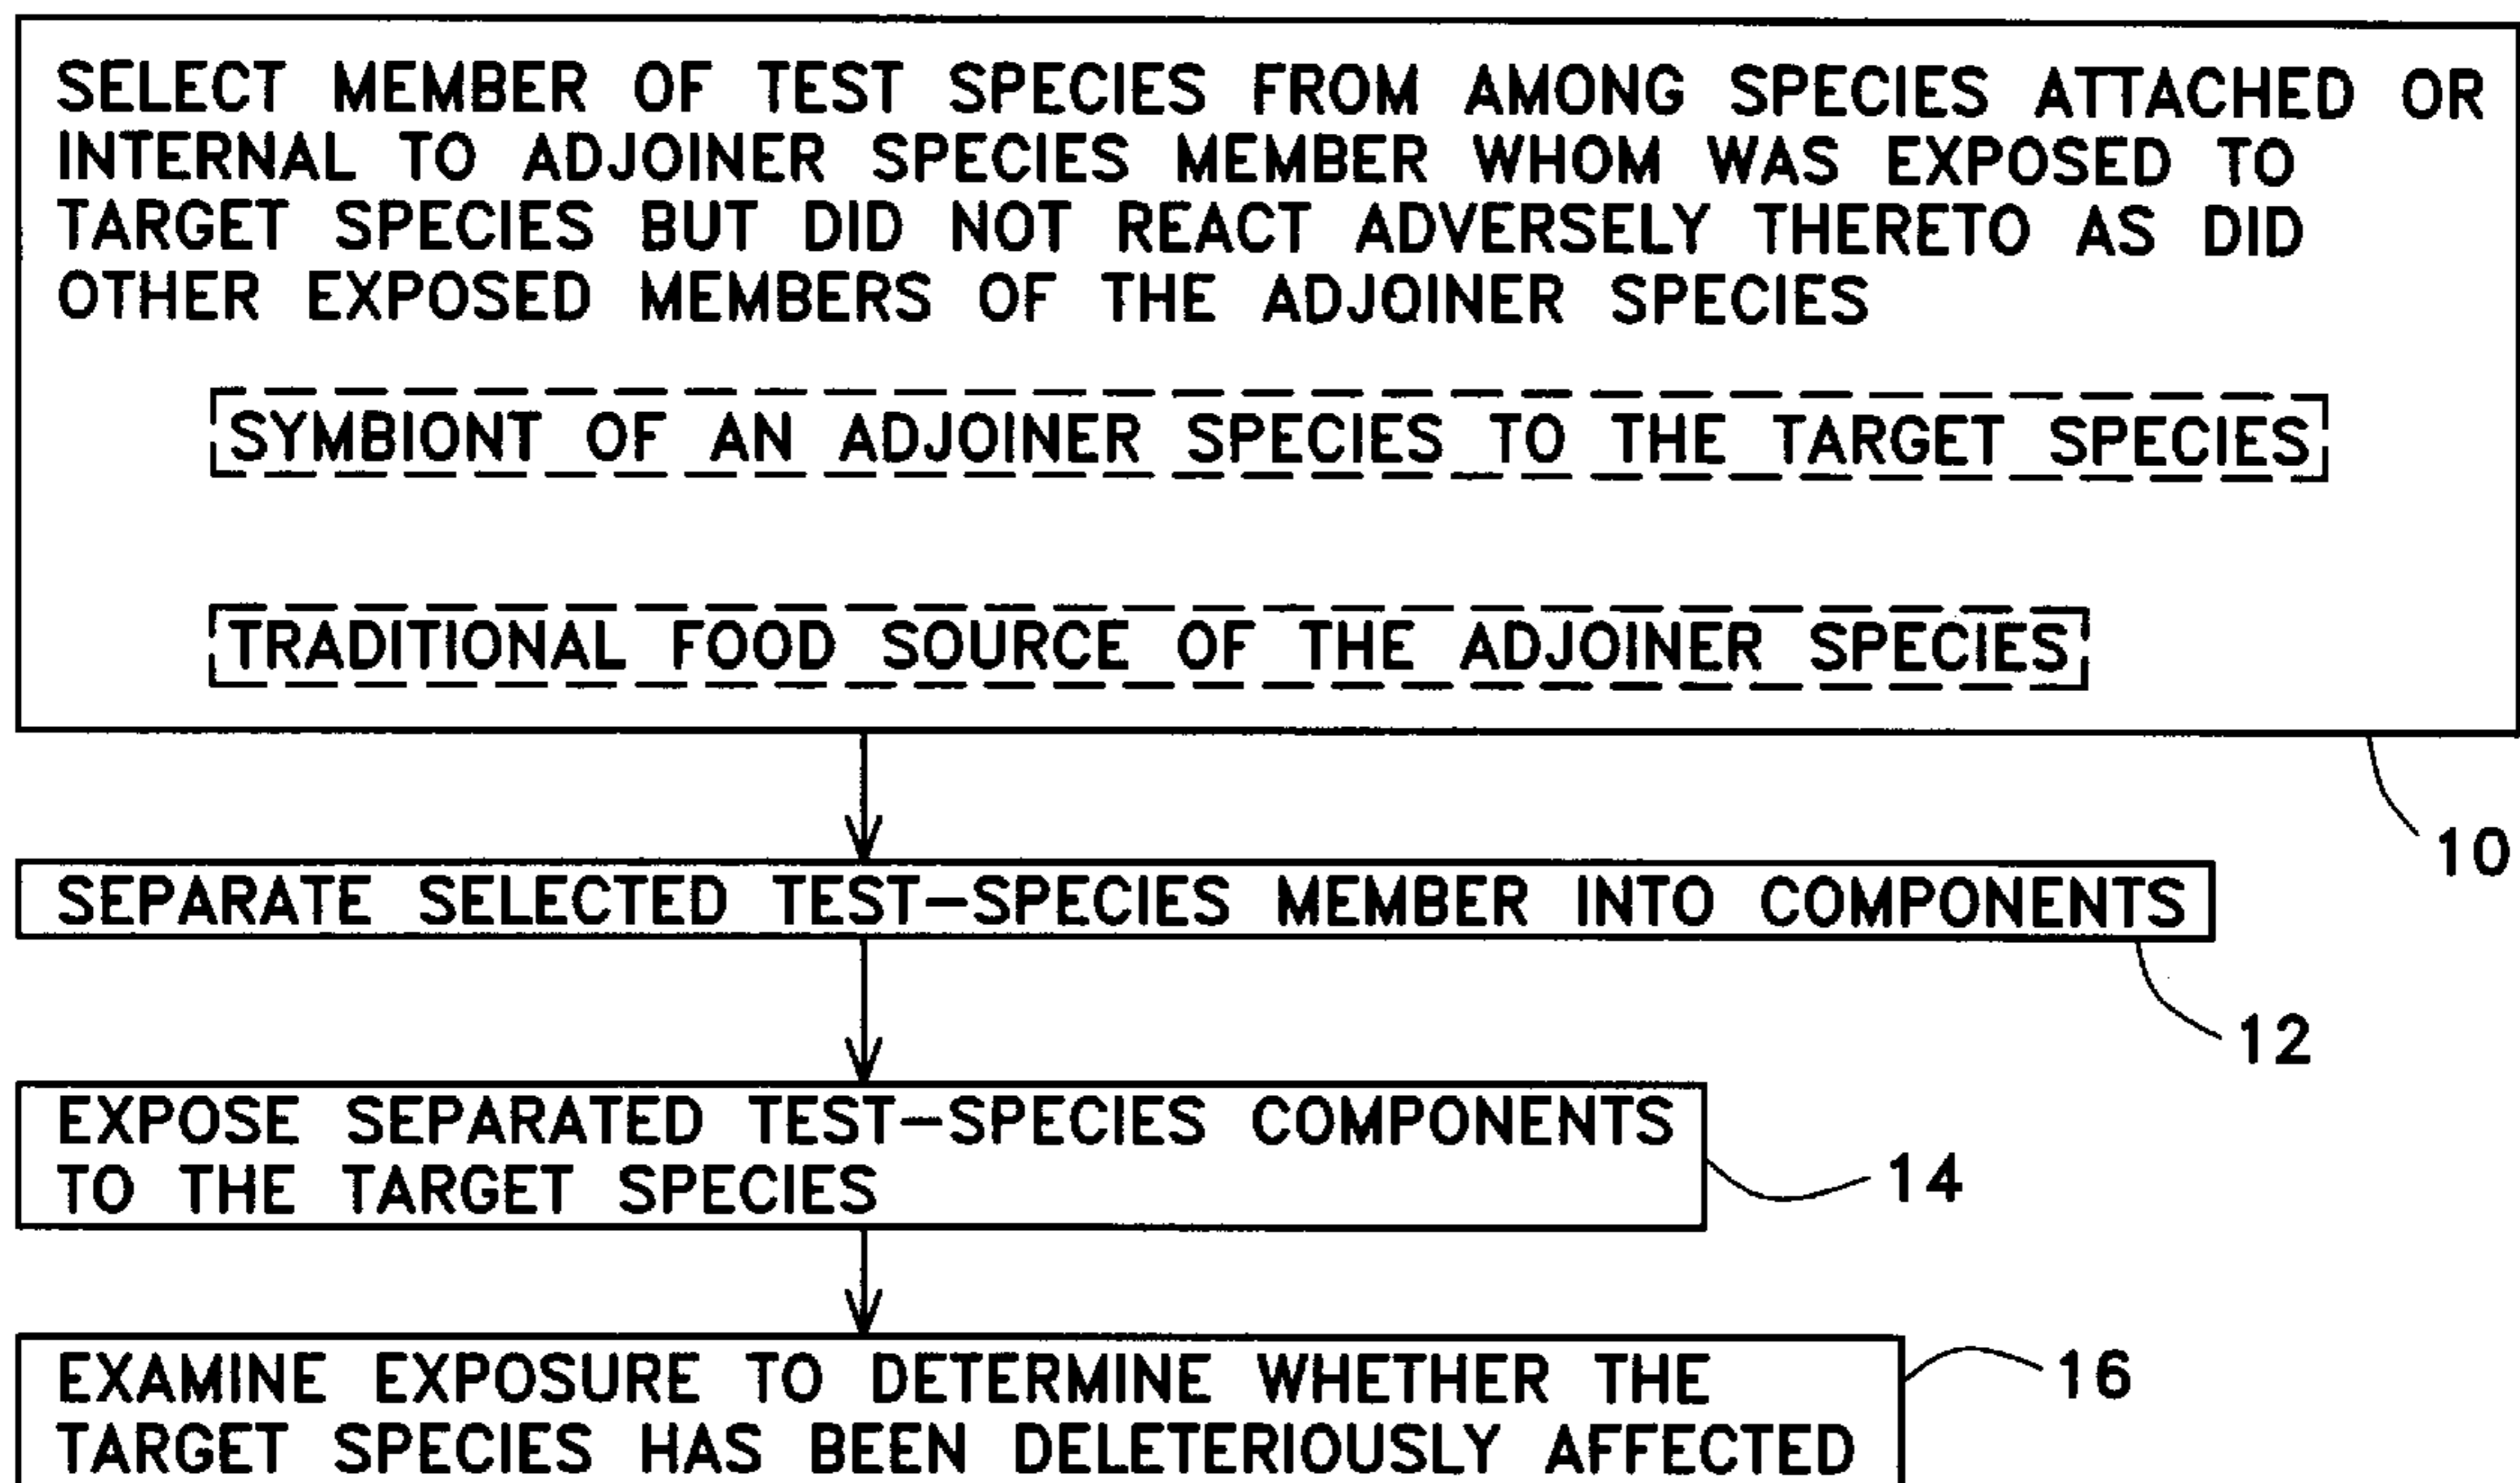 SELECT MEMBER OF TEST SPECIES FROM AMONG SPECIES ATTACHED OR
INTERNAL TO ADJOINER SPECIES MEMBER WHOM WAS EXPOSED TO
TARGET SPECIES BUT DID NOT REACT ADVERSELY THERETO AS DID
OTHER EXPOSED MEMBERS OF THE ADJOINER SPECIES
SYMBIONT OF AN ADJOINER SPECIES TO THE TARGET SPECIES
TRADITIONAL FOOD SOURCE OF THE ADJOINER SPECIES
10
SEPARATE SELECTED TEST-SPECIES MEMBER INTO COMPONENTS
12
EXPOSE SEPARATED TEST-SPECIES COMPONENTS
TO THE TARGET SPECIES
14
EXAMINE EXPOSURE TO DETERMINE WHETHER THE
TARGET SPECIES HAS BEEN DELETERIOUSLY AFFECTED
16